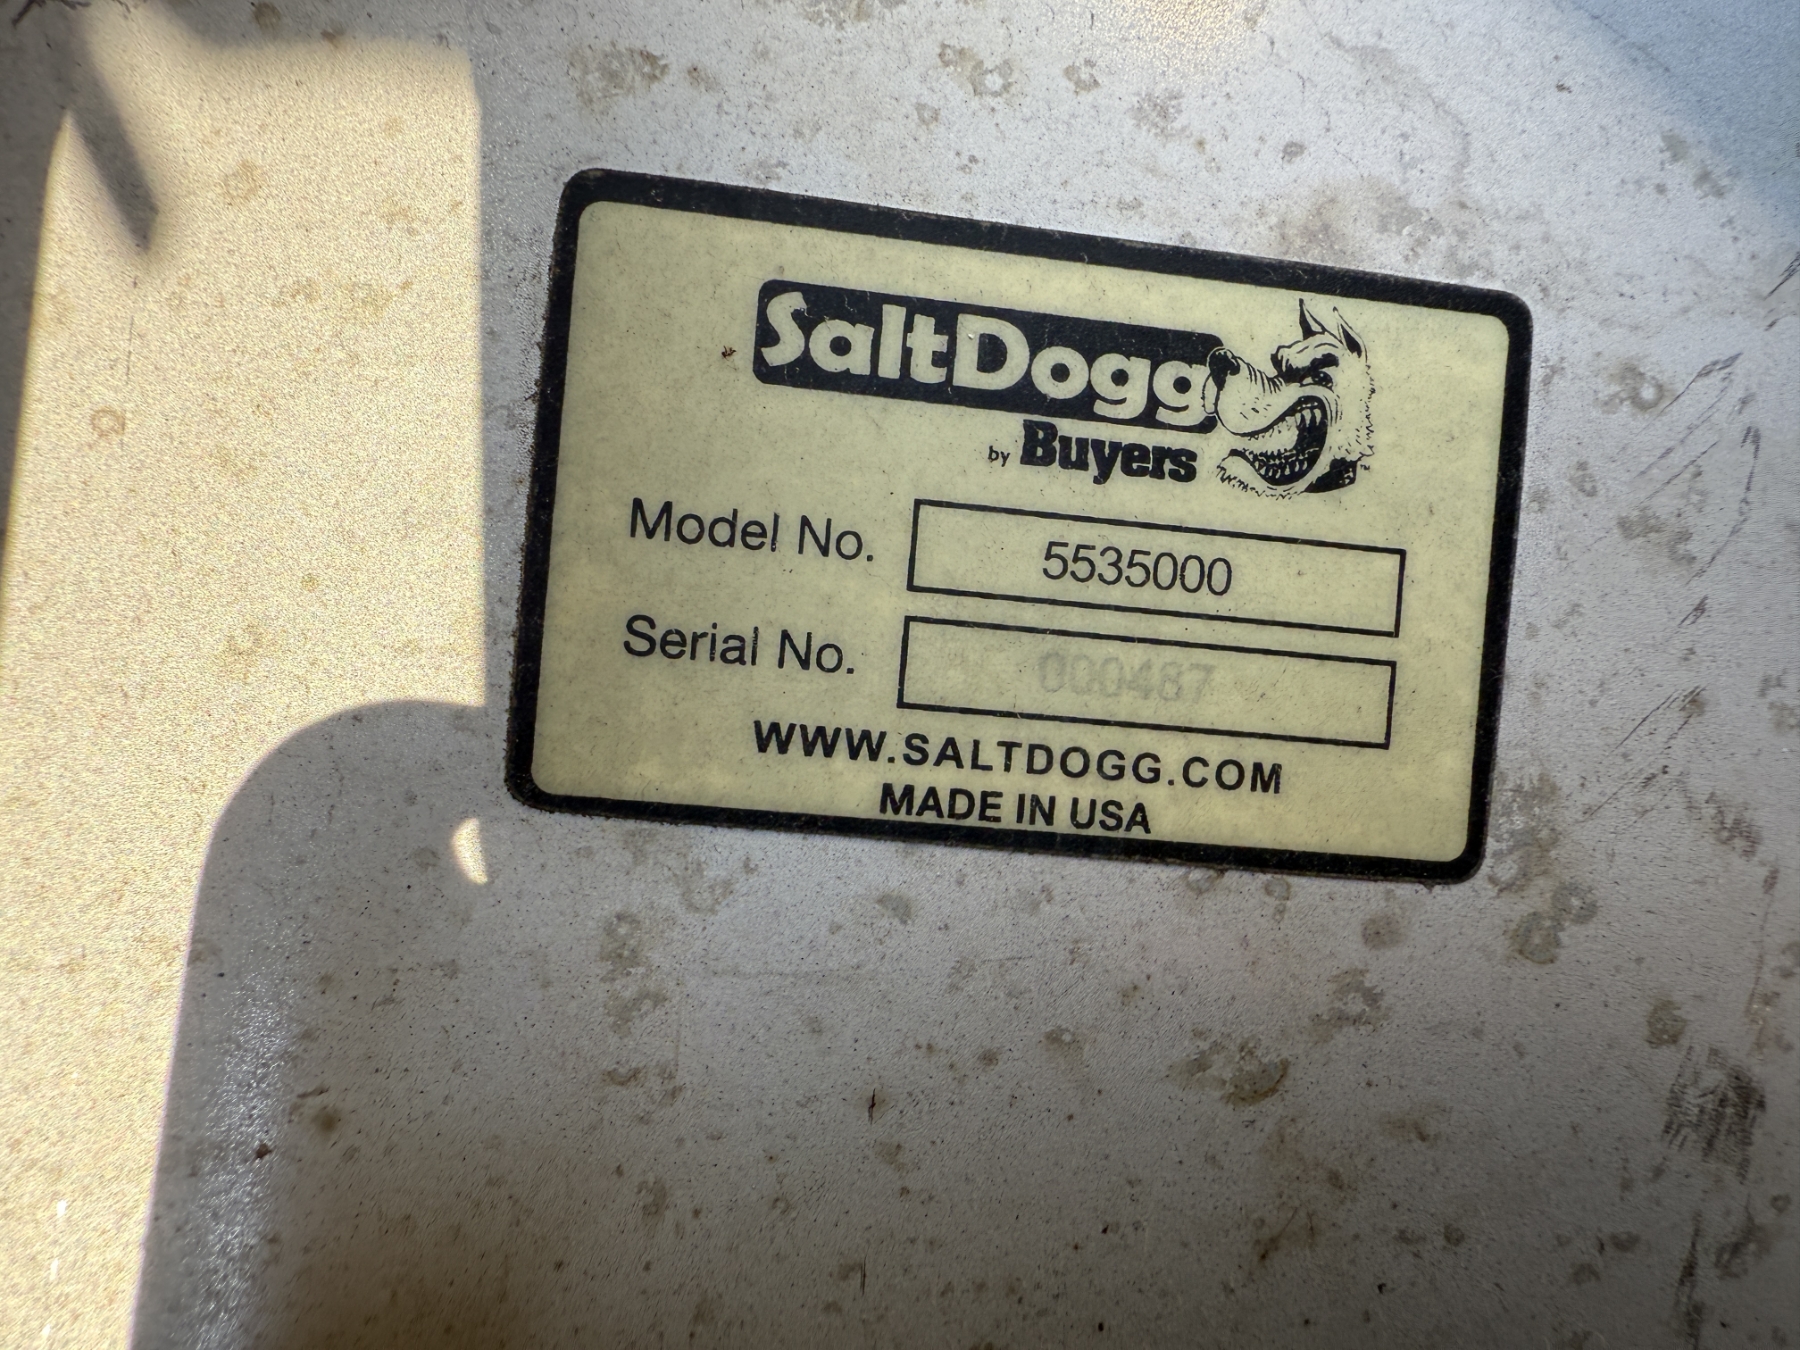 SaltDogg
by Buyers
Model No. 5535000
Serial No. 000487
WWW.SALTDOGG.COM
MADE IN USA